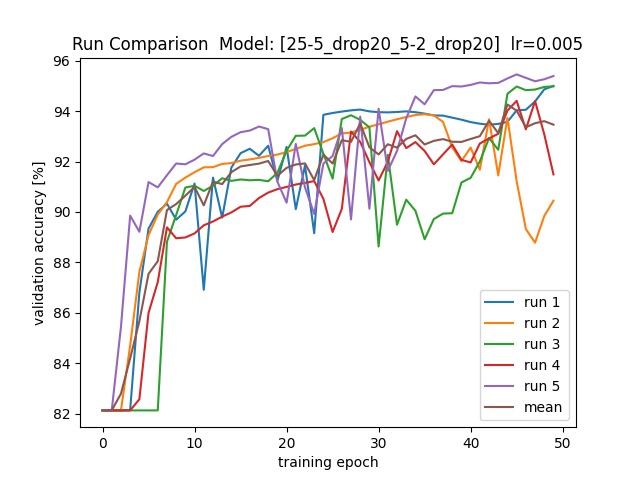 Run Comparison  Model: [25-5_drop20_5-2_drop20]  lr=0.005
validation accuracy [%]
96
94
92
90
88
86
84
82
0
10
20
30
40
50
training epoch
run 1
run 2
run 3
run 4
run 5
mean